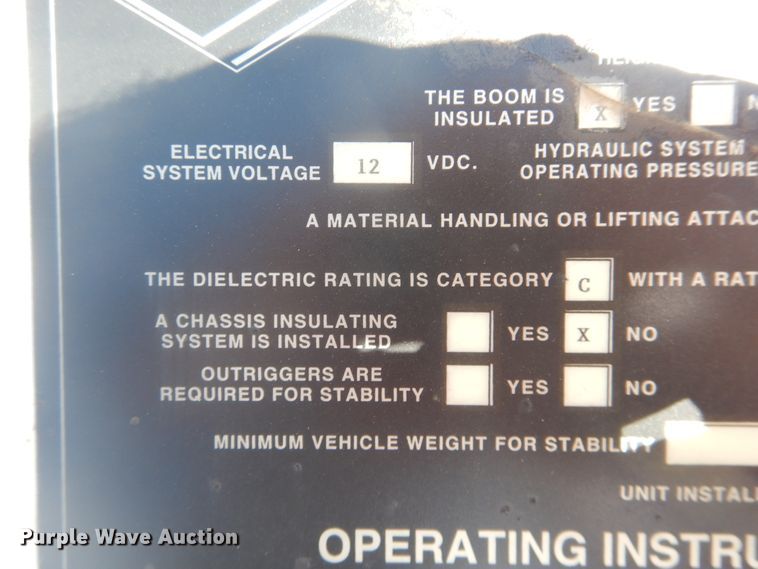 THE BOOM IS INSULATED X YES
ELECTRICAL SYSTEM VOLTAGE 12 VDC. HYDRAULIC SYSTEM OPERATING PRESSURE
A MATERIAL HANDLING OR LIFTING ATTAC
THE DIELECTRIC RATING IS CATEGORY C WITH A RAT
A CHASSIS INSULATING SYSTEM IS INSTALLED YES X NO
OUTRIGGERS ARE REQUIRED FOR STABILITY YES NO
MINIMUM VEHICLE WEIGHT FOR STABILITY
UNIT INSTAL
OPERATING INSTRU
Purple Wave Auction